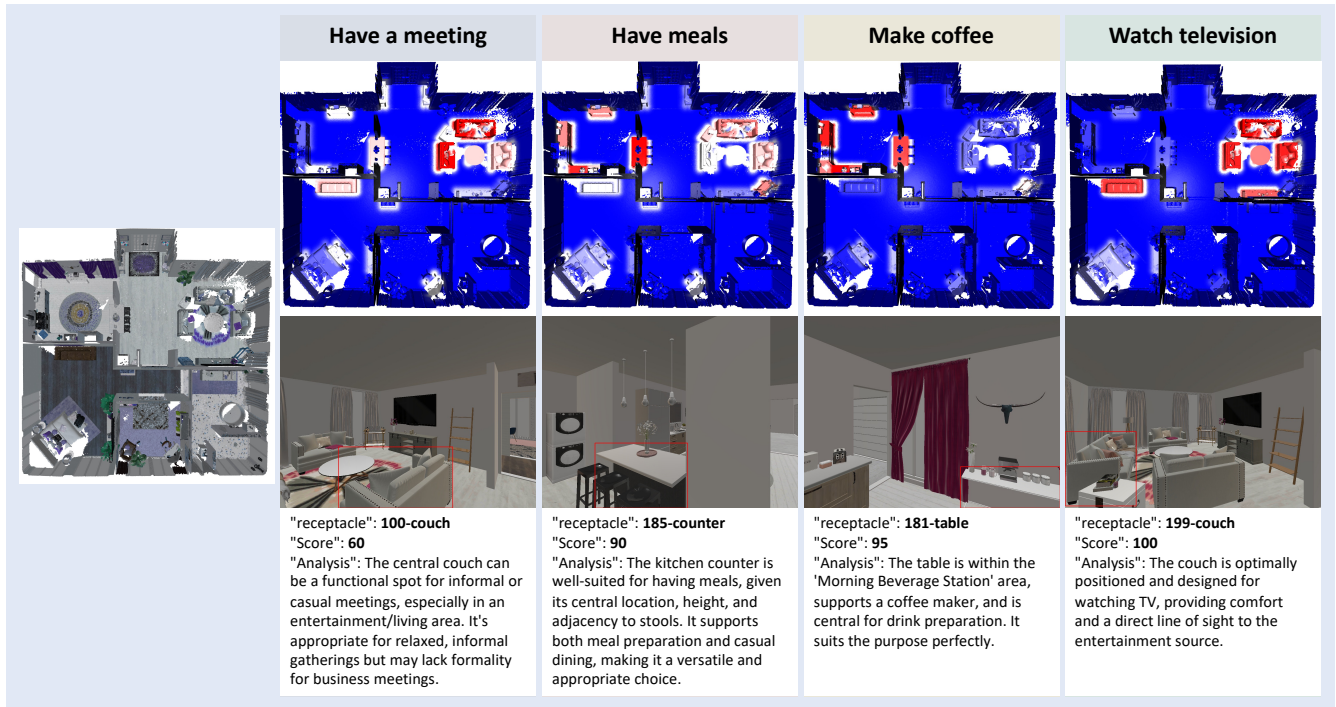 Have a meeting
Have meals
Make coffee
Watch television
"receptacle": 100-couch
"Score": 60
"Analysis": The central couch can
be a functional spot for informal or
casual meetings, especially in an
entertainment/living area. It's
appropriate for relaxed, informal
gatherings but may lack formality
for business meetings.
"receptacle": 185-counter
"Score": 90
"Analysis": The kitchen counter is
well-suited for having meals, given
its central location, height, and
adjacency to stools. It supports
both meal preparation and casual
dining, making it a versatile and
appropriate choice.
"receptacle": 181-table
"Score": 95
"Analysis": The table is within the
'Morning Beverage Station' area,
supports a coffee maker, and is
central for drink preparation. It
suits the purpose perfectly.
"receptacle": 199-couch
"Score": 100
"Analysis": The couch is optimally
positioned and designed for
watching TV, providing comfort
and a direct line of sight to the
entertainment source.